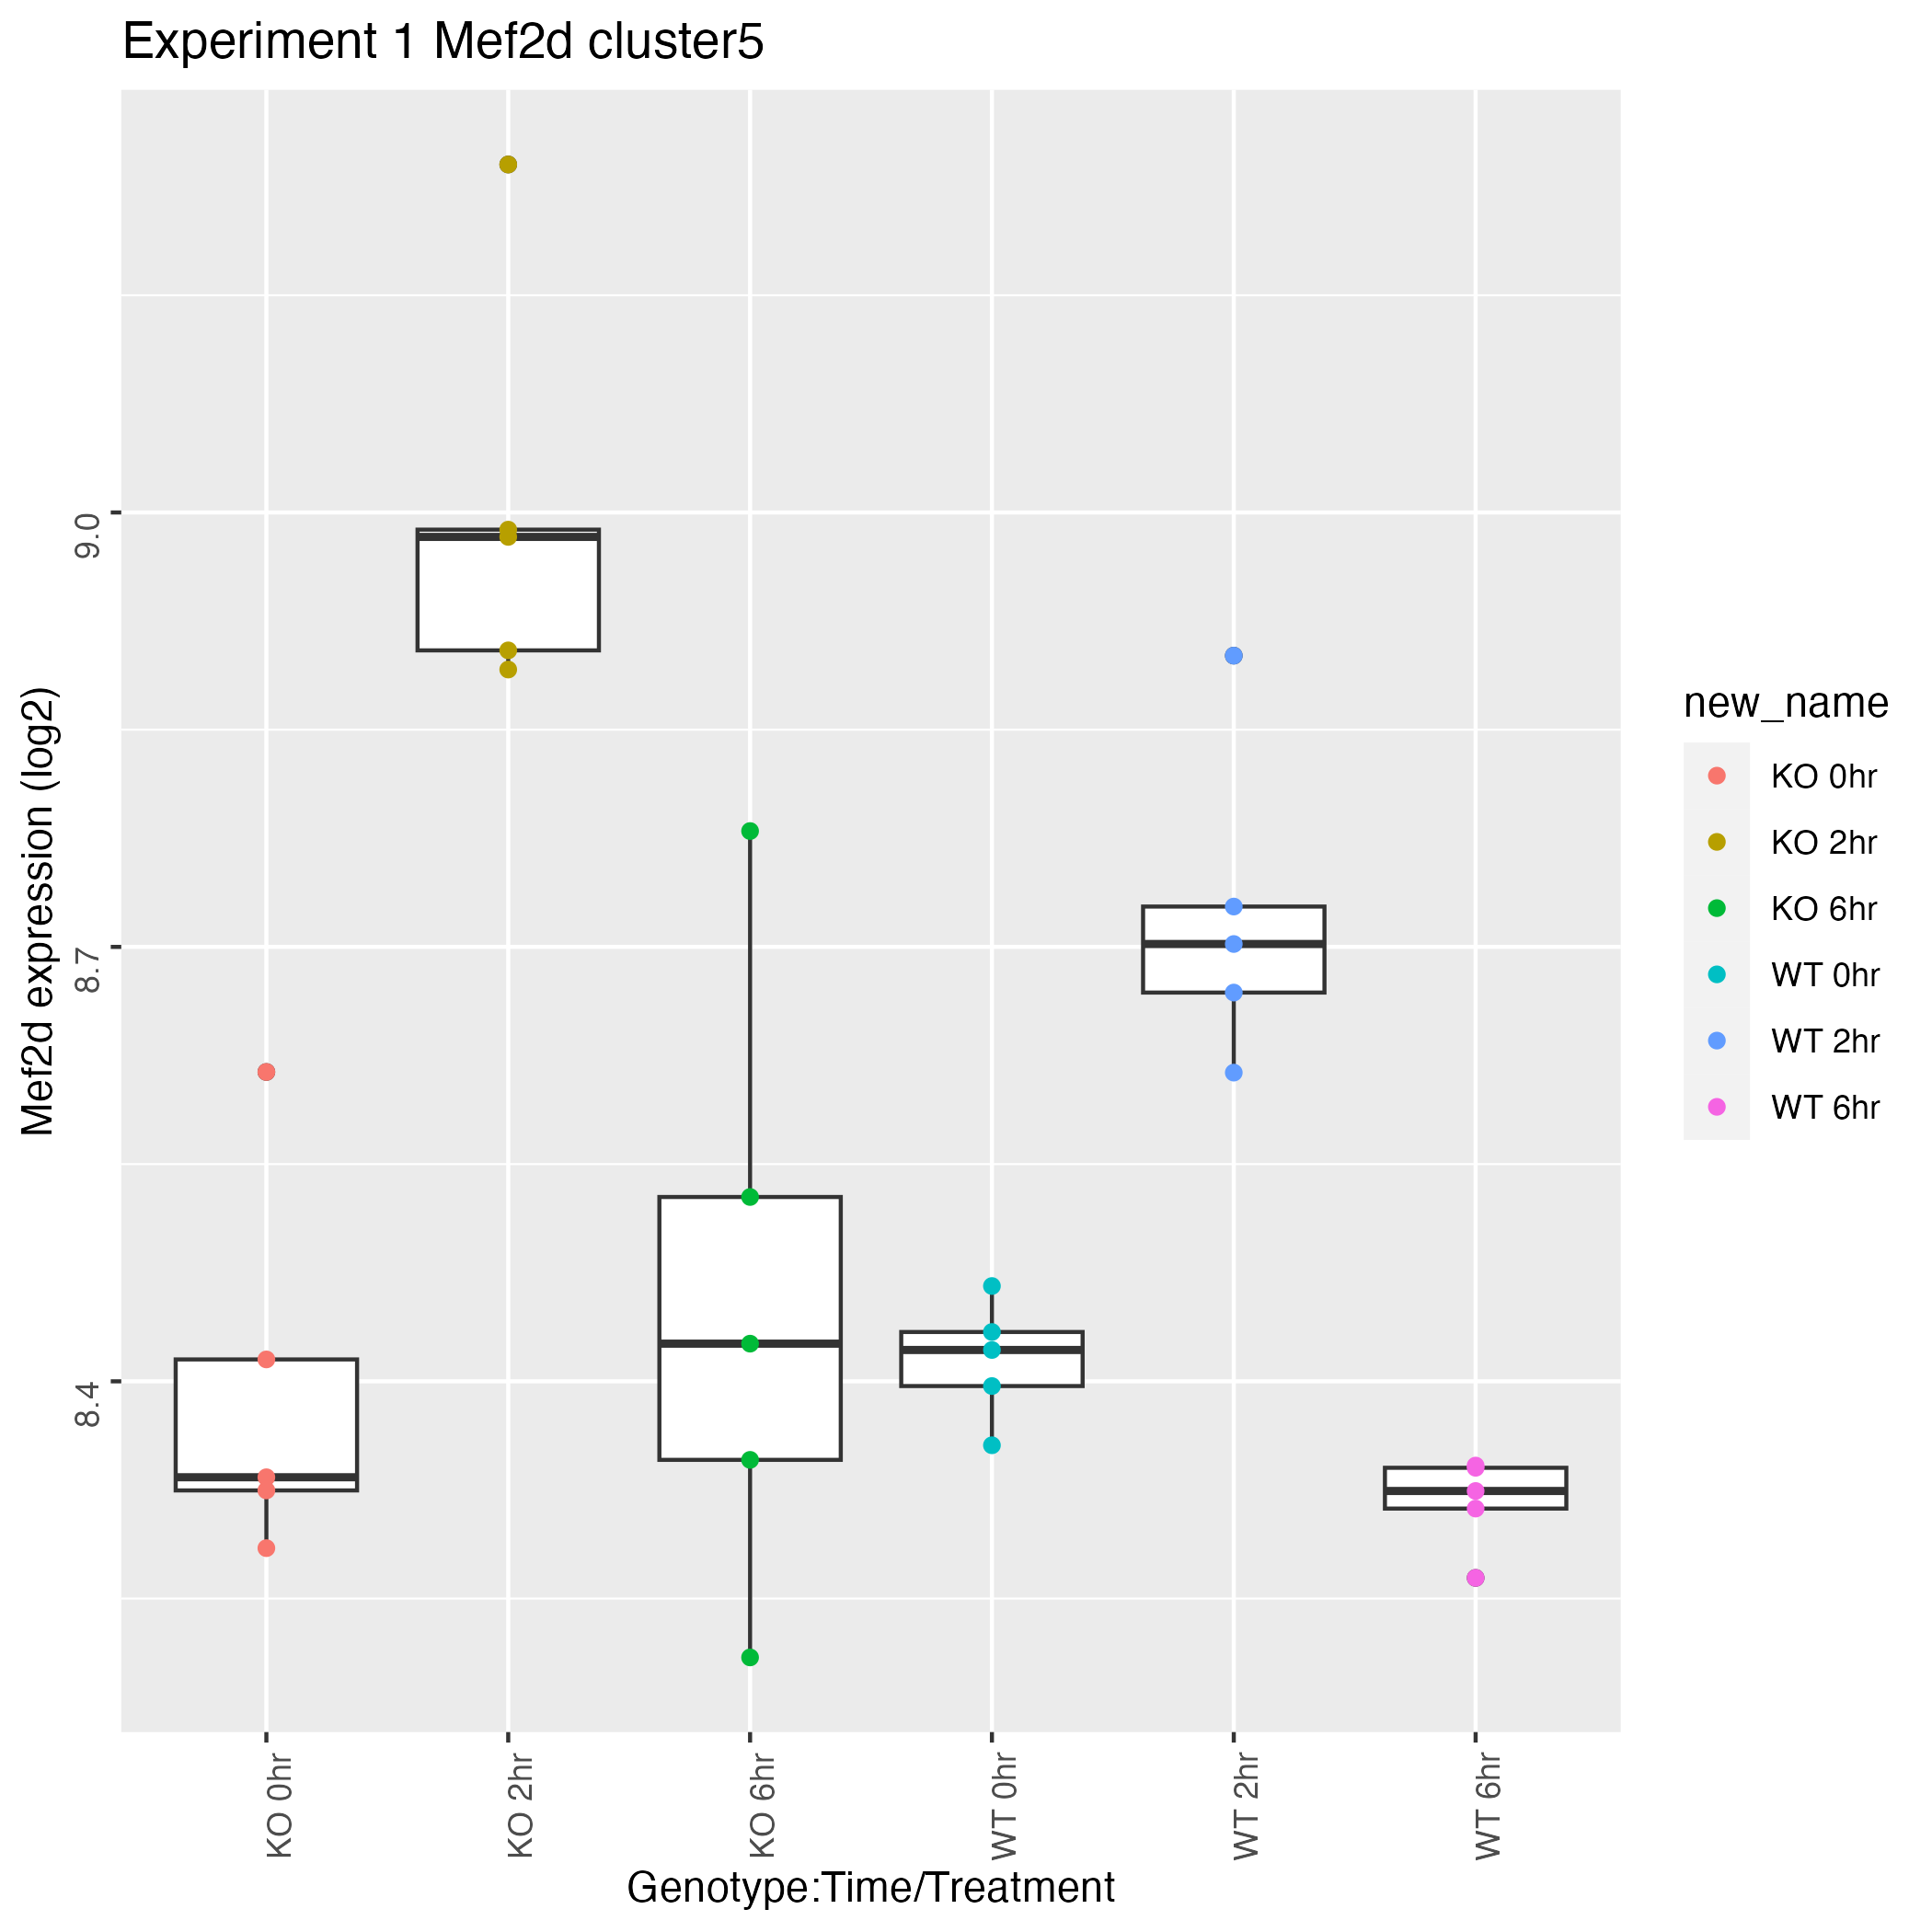 Experiment 1 Mef2d cluster5
Mef2d expression (log2)
9.0
8.7
8.4
KO 0hr
KO 2hr
KO 6hr
WT 0hr
WT 2hr
WT 6hr
Genotype:Time/Treatment
new_name
KO 0hr
KO 2hr
KO 6hr
WT 0hr
WT 2hr
WT 6hr